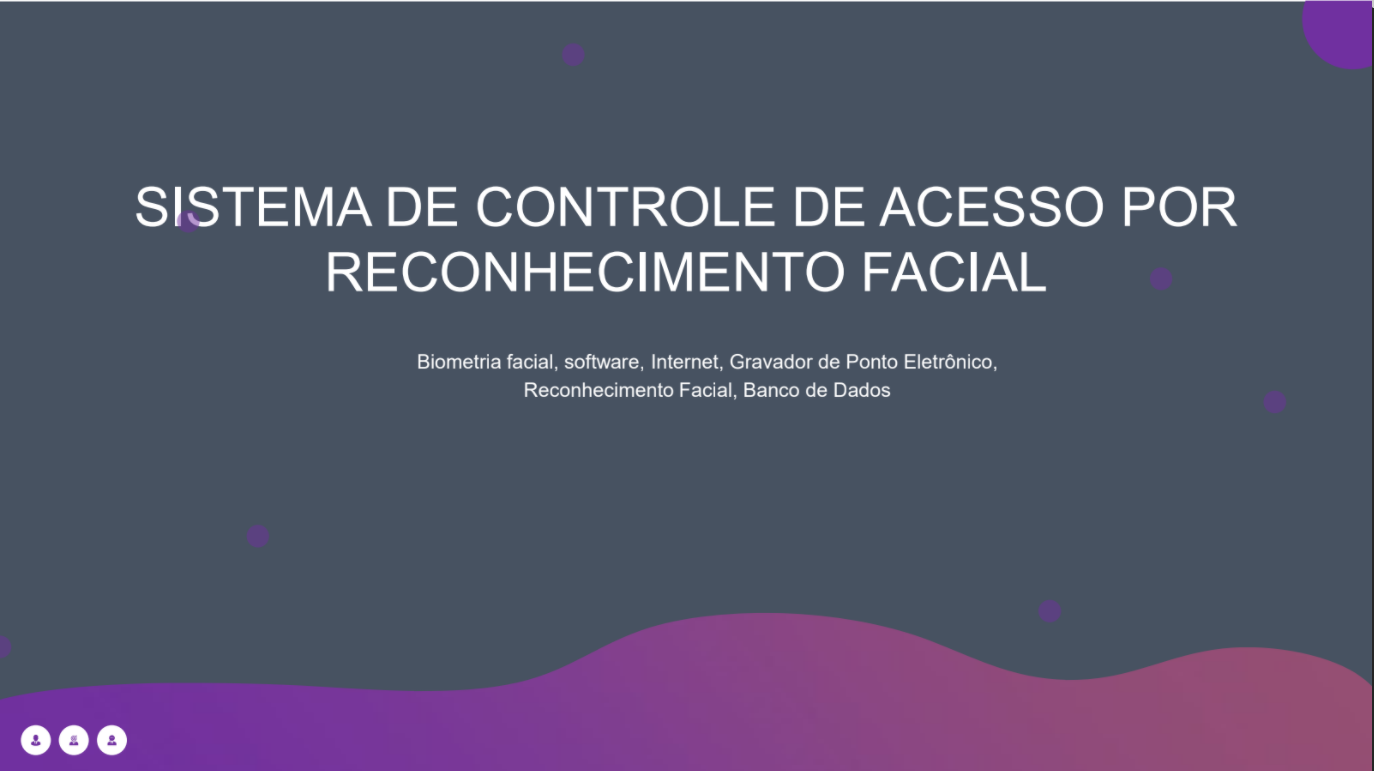 SISTEMA DE CONTROLE DE ACESSO POR
RECONHECIMENTO FACIAL
Biometria facial, software, Internet, Gravador de Ponto Eletrônico,
Reconhecimento Facial, Banco de Dados